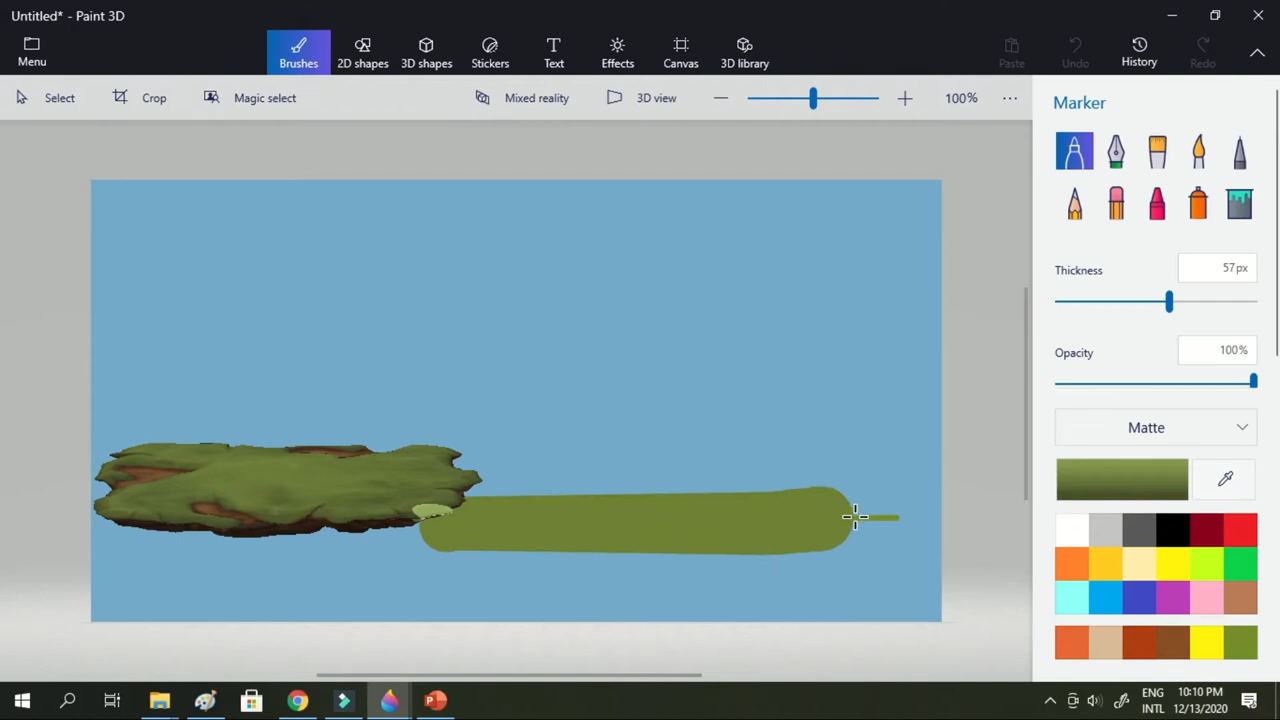 Untitled* - Paint 3D
Menu
Brushes
2D shapes
3D shapes
Stickers
Text
Effects
Canvas
3D library
Paste
Undo
History
Redo
Select
Crop
Magic select
Mixed reality
3D view
100%
Marker
Thickness
57px
Opacity
100%
Matte
ENG
INTL
10:10 PM
12/13/2020